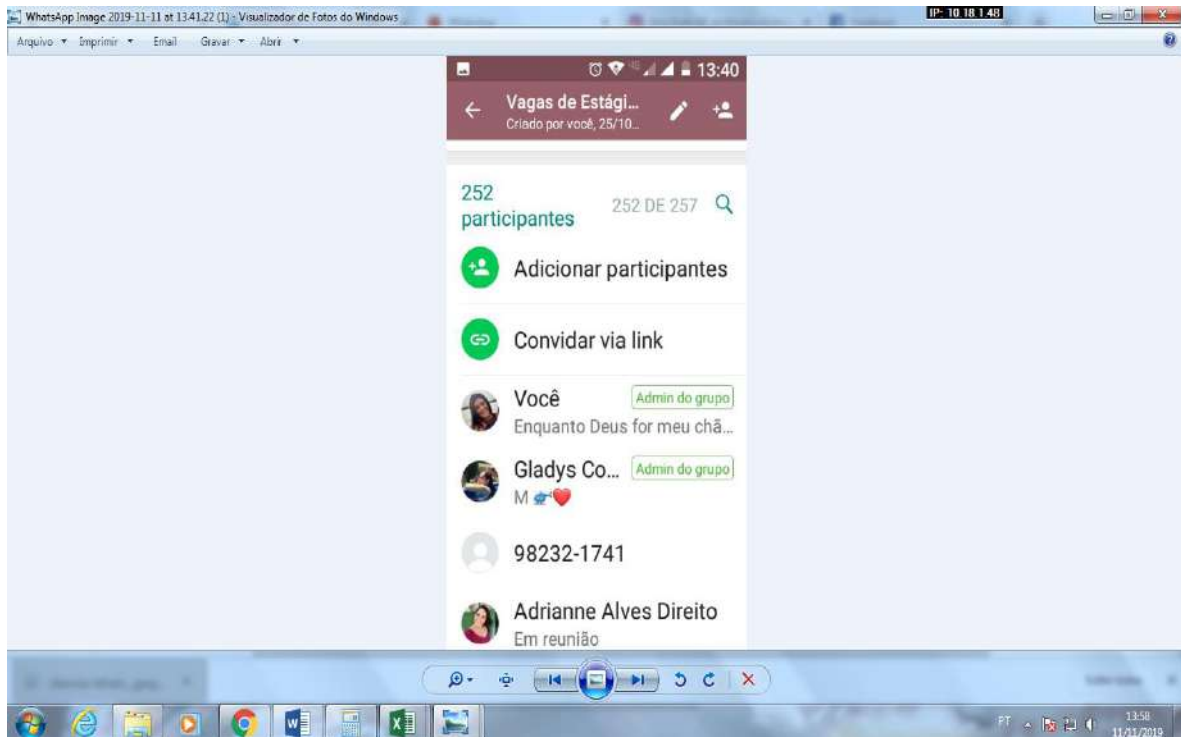 WhatsApp Image 2019-11-11 at 13.41.22 (1) - Visualizador de Fotos do Windows
IP- 10.18.1.48
Arquivo Imprimir Email Gravar Abrir
13:40
Vagas de Estági...
Criado por você, 25/10...
252
participantes
252 DE 257
Adicionar participantes
Convidar via link
Você
Admin do grupo
Enquanto Deus for meu chã...
Gladys Co...
Admin do grupo
M
98232-1741
Adrianne Alves Direito
Em reunião
PT
13:58
11/11/2019